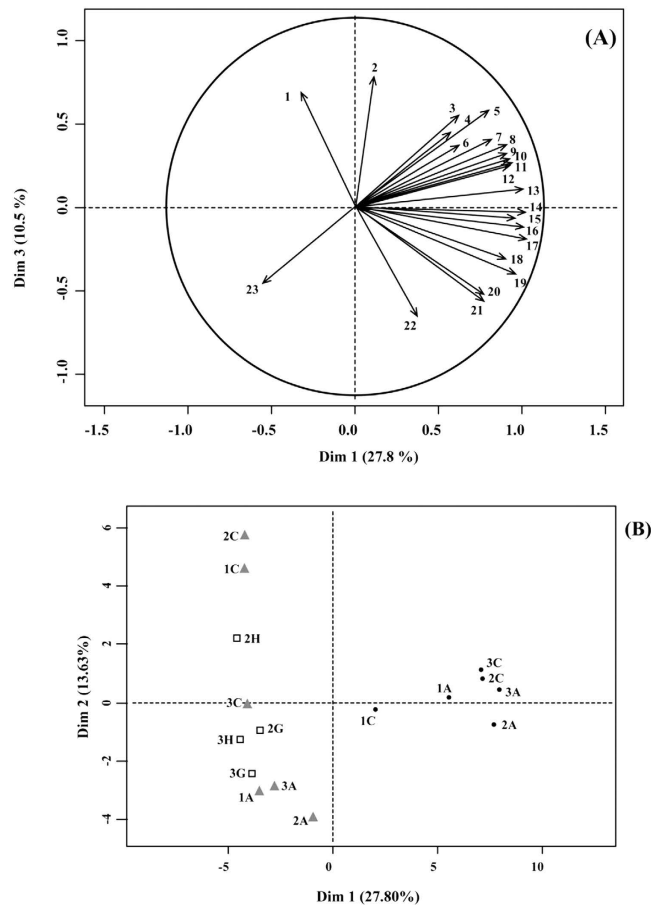 (A)
1.0
0.5
0.0
-0.5
-1.0
Dim 3 (10.5 %)
1
2
3
4
5
6
7
8
9
10
11
12
13
14
15
16
17
18
19
20
21
22
23
-1.5
-1.0
-0.5
0.0
0.5
1.0
1.5
Dim 1 (27.8 %)
(B)
6
4
2
0
-2
-4
Dim 2 (13.63%)
2C
1C
2H
3C
2G
3H
3G
1A
3A
2A
3C
2C
1A
3A
1C
2A
-5
0
5
10
Dim 1 (27.80%)